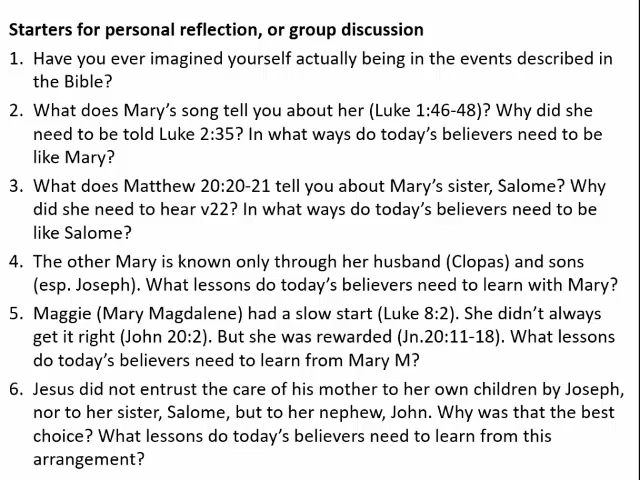 Starters for personal reflection, or group discussion
1. Have you ever imagined yourself actually being in the events described in
the Bible?
2. What does Mary’s song tell you about her (Luke 1:46-48)? Why did she
need to be told Luke 2:35? In what ways do today’s believers need to be
like Mary?
3. What does Matthew 20:20-21 tell you about Mary’s sister, Salome? Why
did she need to hear v22? In what ways do today’s believers need to be
like Salome?
4. The other Mary is known only through her husband (Clopas) and sons
(esp. Joseph). What lessons do today’s believers need to learn with Mary?
5. Maggie (Mary Magdalene) had a slow start (Luke 8:2). She didn’t always
get it right (John 20:2). But she was rewarded (Jn.20:11-18). What lessons
do today’s believers need to learn from Mary M?
6. Jesus did not entrust the care of his mother to her own children by Joseph,
nor to her sister, Salome, but to her nephew, John. Why was that the best
choice? What lessons do today’s believers need to learn from this
arrangement?